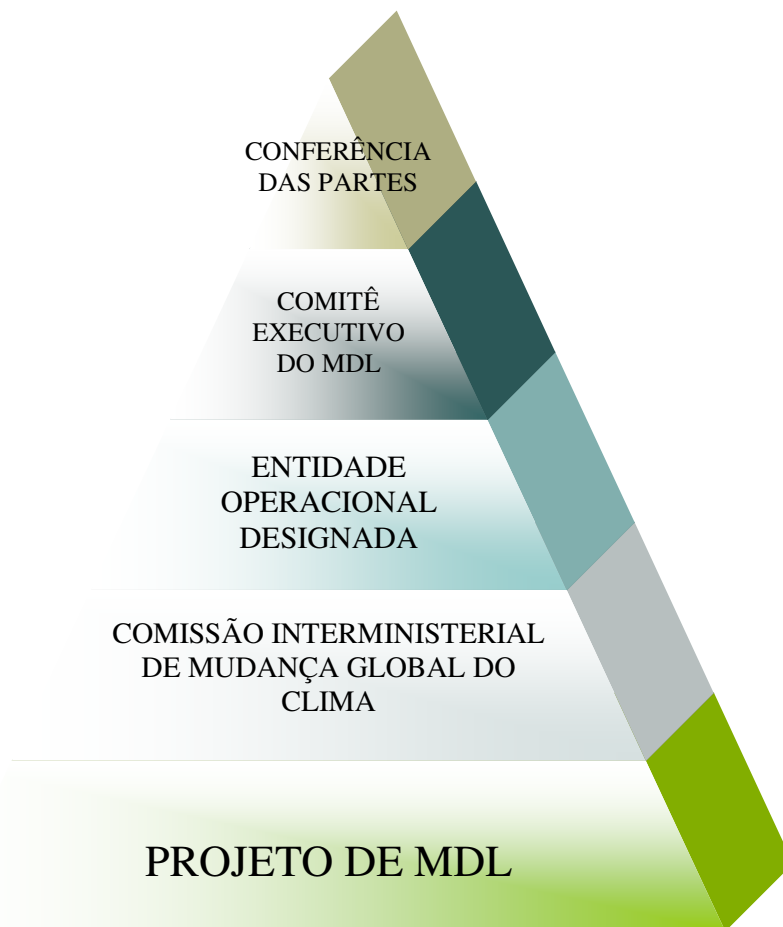 CONFERÊNCIA
DAS PARTES
COMITÊ
EXECUTIVO
DO MDL
ENTIDADE
OPERACIONAL
DESIGNADA
COMISSÃO INTERMINISTERIAL
DE MUDANÇA GLOBAL DO
CLIMA
PROJETO DE MDL